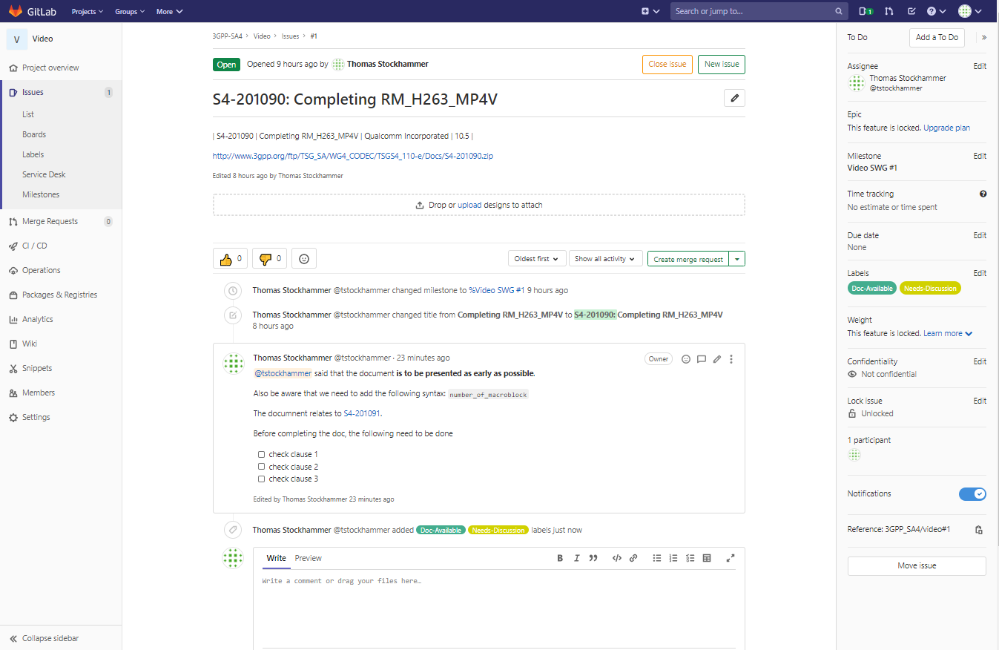 GitLab Projects Groups More Search or jump to... 1
V Video
Project overview
Issues 1
List
Boards
Labels
Service Desk
Milestones
Merge Requests 0
CI / CD
Operations
Packages & Registries
Analytics
Wiki
Snippets
Members
Settings
Collapse sidebar
3GPP-SA4 > Video > Issues > #1
Open Opened 9 hours ago by Thomas Stockhammer Close issue New issue
S4-201090: Completing RM_H263_MP4V
| S4-201090 | Completing RM_H263_MP4V | Qualcomm Incorporated | 10.5 |
http://www.3gpp.org/ftp/TSG_SA/WG4_CODEC/TSGS4_110-e/Docs/S4-201090.zip
Edited 8 hours ago by Thomas Stockhammer
Drop or upload designs to attach
0 0 Oldest first Show all activity Create merge request
Thomas Stockhammer @tstockhammer changed milestone to %Video SWG #1 9 hours ago
Thomas Stockhammer @tstockhammer changed title from Completing RM_H263_MP4V to S4-201090: Completing RM_H263_MP4V
8 hours ago
Thomas Stockhammer @tstockhammer · 23 minutes ago Owner
@tstockhammer said that the document is to be presented as early as possible.
Also be aware that we need to add the following syntax: number_of_macroblock
The documnent relates to S4-201091.
Before completing the doc, the following need to be done
check clause 1
check clause 2
check clause 3
Edited by Thomas Stockhammer 23 minutes ago
Thomas Stockhammer @tstockhammer added Doc-Available Needs-Discussion labels just now
Write Preview B I
Write a comment or drag your files here…
To Do Add a To Do »
Assignee Edit
Thomas Stockhammer
@tstockhammer
Epic
This feature is locked. Upgrade plan
Milestone Edit
Video SWG #1
Time tracking
No estimate or time spent
Due date Edit
None
Labels Edit
Doc-Available Needs-Discussion
Weight
This feature is locked. Learn more
Confidentiality Edit
Not confidential
Lock issue Edit
Unlocked
1 participant
Notifications
Reference: 3GPP_SA4/video#1
Move issue